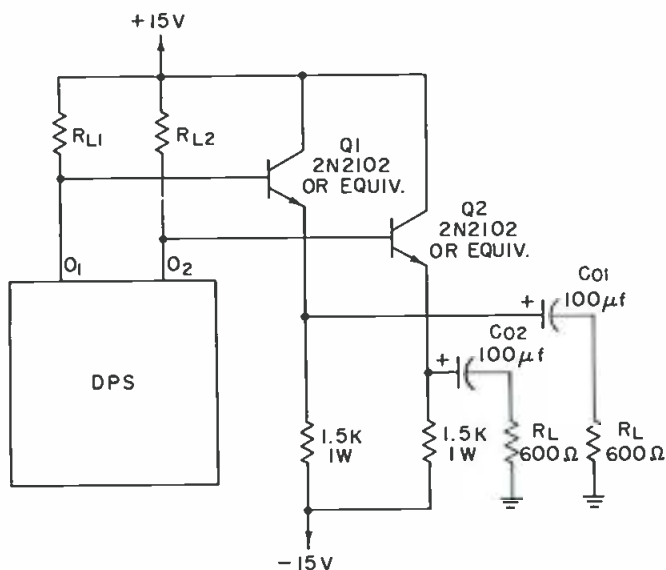 +15V
RL1
RL2
Q1
2N2102
OR EQUIV.
Q2
2N2102
OR EQUIV.
O1
O2
DPS
+
CO1
100µf
CO2
+
100µf
1.5K
1W
1.5K
1W
RL
600Ω
RL
600Ω
-15V